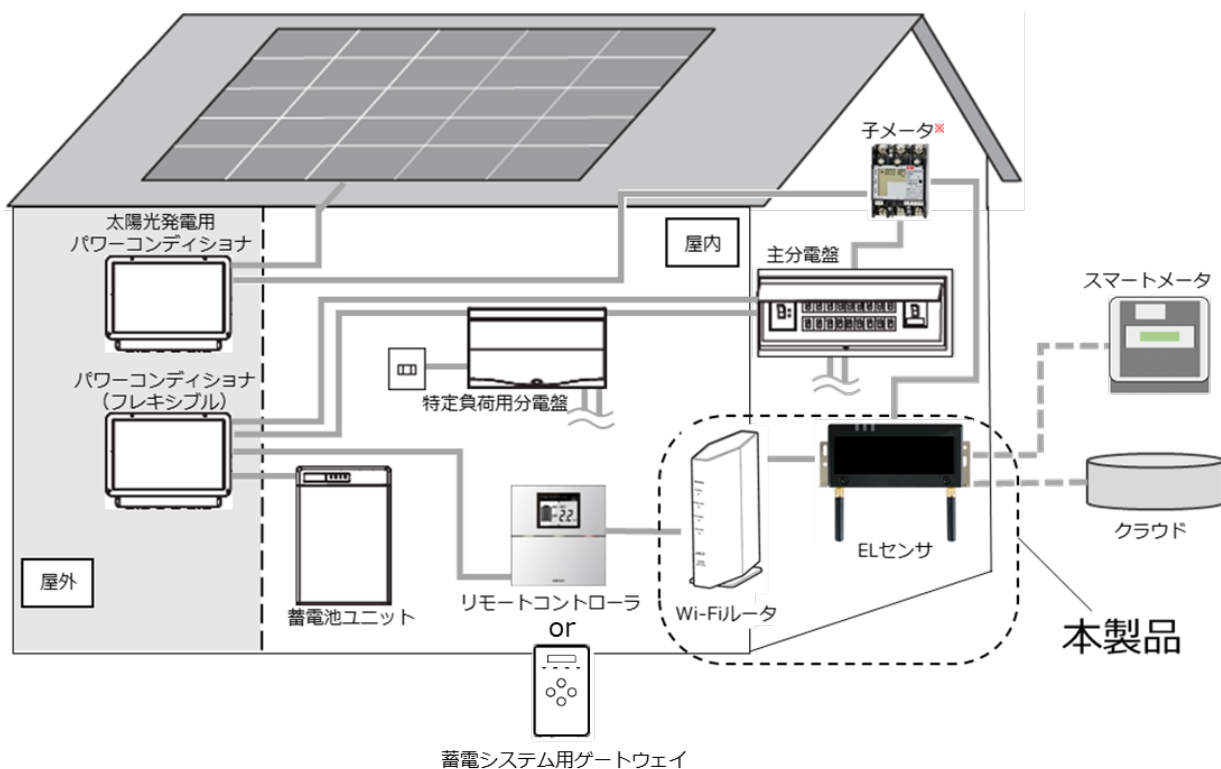 子メータ※
太陽光発電用
パワーコンディショナ
屋内
主分電盤
スマートメータ
パワーコンディショナ
（フレキシブル）
特定負荷用分電盤
ELセンサ
クラウド
屋外
蓄電池ユニット
リモートコントローラ
Wi-Fiルータ
本製品
or
蓄電システム用ゲートウェイ